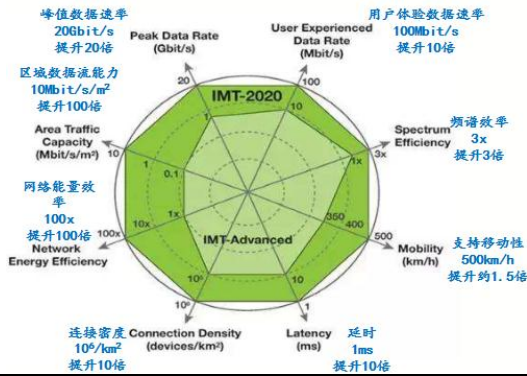 峰值数据速率
20Gbit/s
提升20倍
Peak Data Rate
(Gbit/s)
User Experienced
Data Rate
(Mbit/s)
用户体验数据速率
100Mbit/s
提升10倍
区域数据流能力
10Mbit/s/m²
提升100倍
20
100
IMT-2020
1
10
Area Traffic
Capacity
(Mbit/s/m²)
10
1
0.1
1x
3x
Spectrum
Efficiency
频谱效率
3x
提升3倍
网络能量效
率
100x
提升100倍
Network
Energy Efficiency
100x
10x
1x
350
400
500
IMT-Advanced
Mobility
(km/h)
支持移动性
500km/h
提升约1.5倍
10⁵
10
10⁶
1
连接密度
10⁶/km²
提升10倍
Connection Density
(devices/km²)
Latency
(ms)
延时
1ms
提升10倍